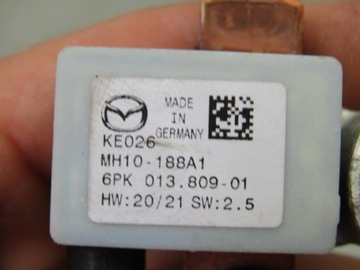 MADE
IN
GERMANY
KE026
MH10-188A1
6PK 013.809-01
HW:20/21 SW:2.5